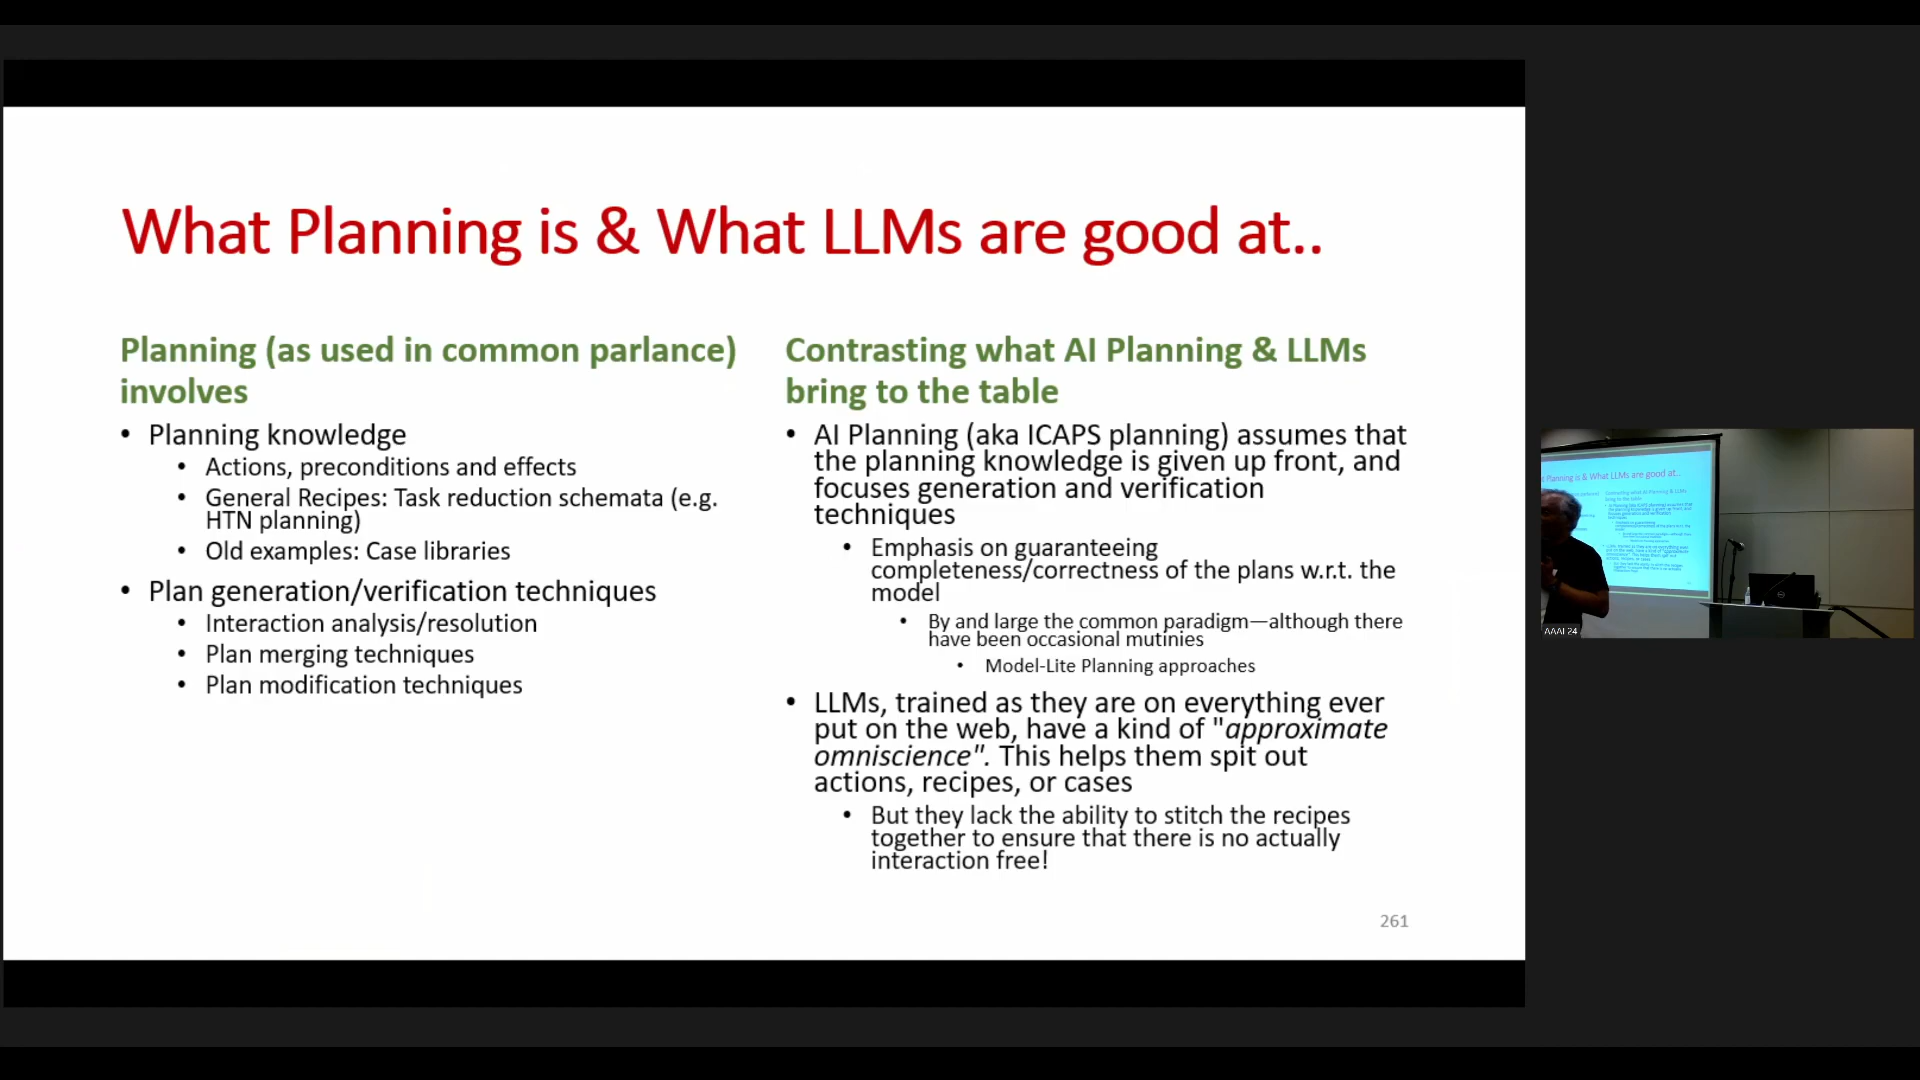 What Planning is & What LLMs are good at..
Planning (as used in common parlance)
involves
• Planning knowledge
• Actions, preconditions and effects
• General Recipes: Task reduction schemata (e.g.
HTN planning)
• Old examples: Case libraries
• Plan generation/verification techniques
• Interaction analysis/resolution
• Plan merging techniques
• Plan modification techniques
Contrasting what AI Planning & LLMs
bring to the table
• AI Planning (aka ICAPS planning) assumes that
the planning knowledge is given up front, and
focuses generation and verification
techniques
• Emphasis on guaranteeing
completeness/correctness of the plans w.r.t. the
model
• By and large the common paradigm—although there
have been occasional mutinies
• Model-Lite Planning approaches
• LLMs, trained as they are on everything ever
put on the web, have a kind of "approximate
omniscience". This helps them spit out
actions, recipes, or cases
• But they lack the ability to stitch the recipes
together to ensure that there is no actually
interaction free!
261
Planning is & What LLMs are good at..
AAAI 24